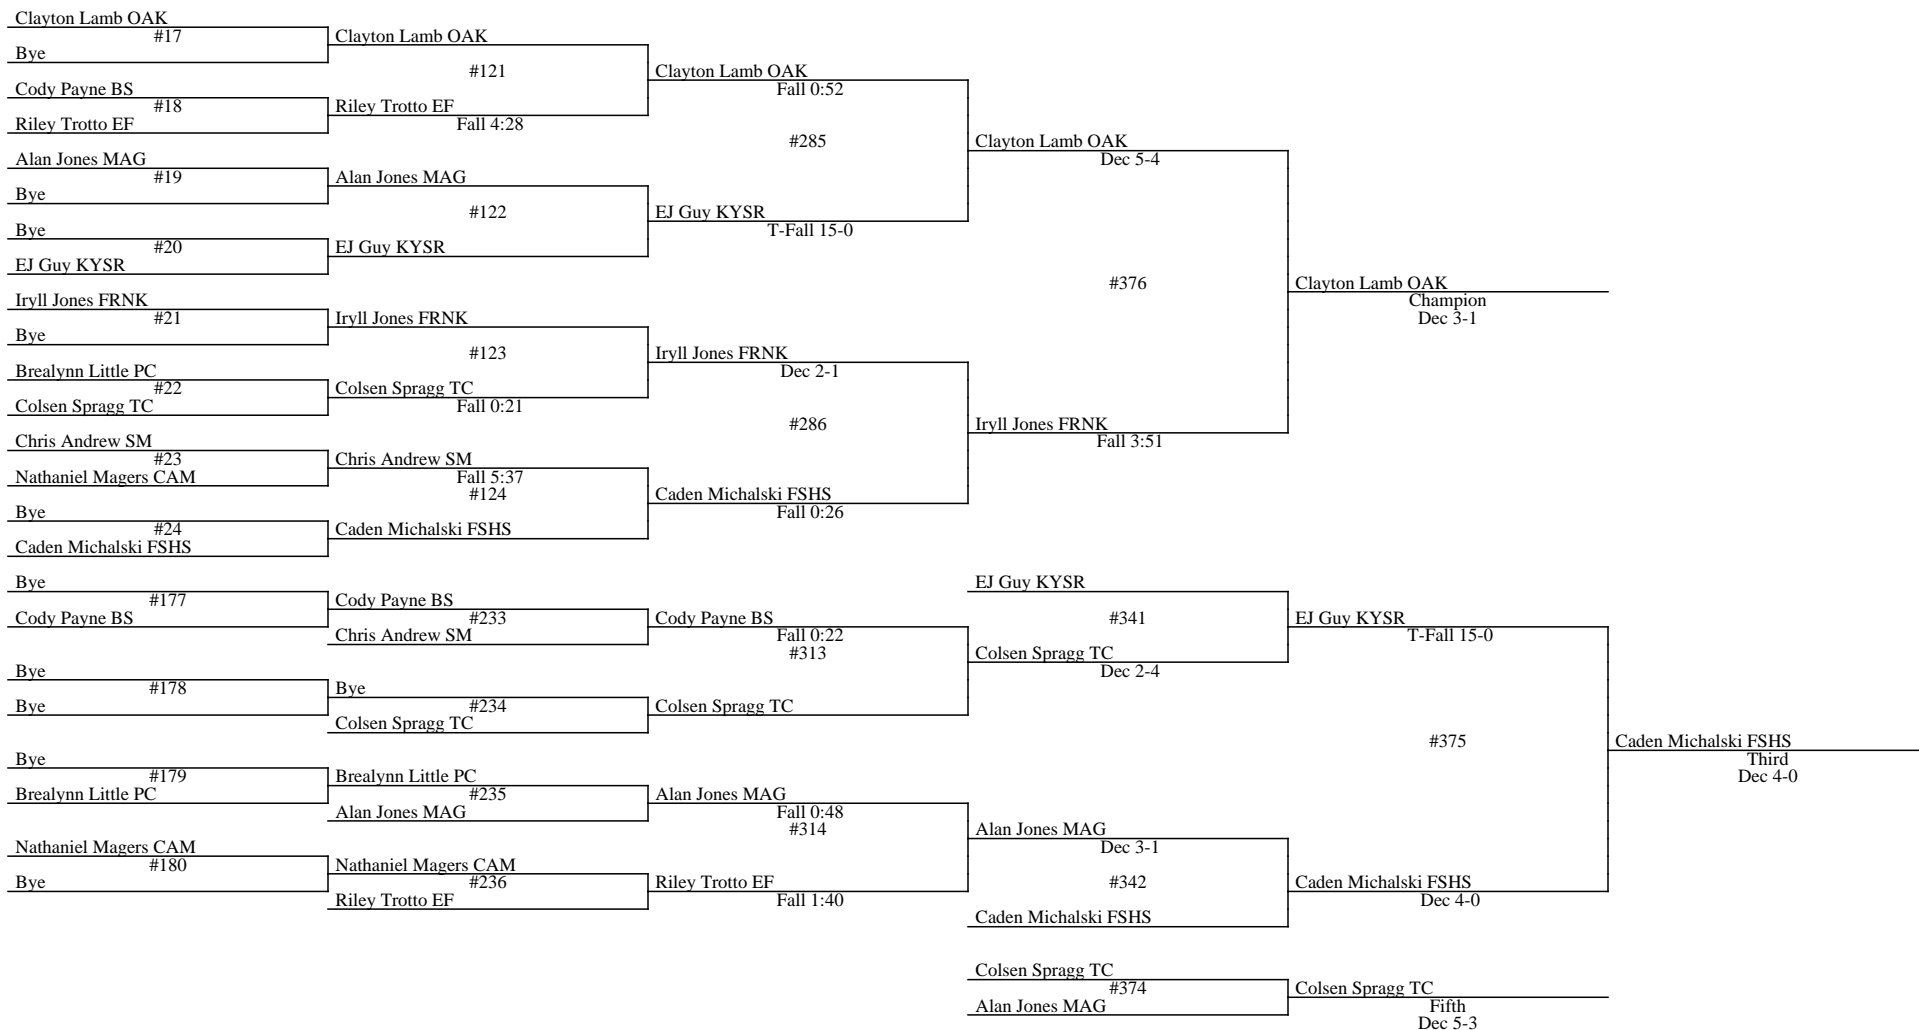 Clayton Lamb OAK
#17
Bye
Clayton Lamb OAK
#121
Cody Payne BS
#18
Riley Trotto EF
Riley Trotto EF
Fall 4:28
Clayton Lamb OAK
Fall 0:52
#285
Alan Jones MAG
#19
Bye
Alan Jones MAG
#122
Bye
#20
EJ Guy KYSR
EJ Guy KYSR
EJ Guy KYSR
T-Fall 15-0
Clayton Lamb OAK
Dec 5-4
#376
Iryll Jones FRNK
#21
Bye
Iryll Jones FRNK
#123
Brealynn Little PC
#22
Colsen Spragg TC
Colsen Spragg TC
Fall 0:21
Iryll Jones FRNK
Dec 2-1
#286
Chris Andrew SM
#23
Nathaniel Magers CAM
Chris Andrew SM
Fall 5:37
#124
Bye
#24
Caden Michalski FSHS
Caden Michalski FSHS
Caden Michalski FSHS
Fall 0:26
Iryll Jones FRNK
Fall 3:51
Clayton Lamb OAK
Champion
Dec 3-1
Bye
#177
Cody Payne BS
Cody Payne BS
#233
Chris Andrew SM
Cody Payne BS
Fall 0:22
#313
Bye
#178
Bye
Bye
#234
Colsen Spragg TC
Colsen Spragg TC
EJ Guy KYSR
#341
Colsen Spragg TC
Dec 2-4
EJ Guy KYSR
T-Fall 15-0
#375
Bye
#179
Brealynn Little PC
Brealynn Little PC
#235
Alan Jones MAG
Alan Jones MAG
Fall 0:48
#314
Nathaniel Magers CAM
#180
Bye
Nathaniel Magers CAM
#236
Riley Trotto EF
Riley Trotto EF
Fall 1:40
Alan Jones MAG
Dec 3-1
#342
Caden Michalski FSHS
Caden Michalski FSHS
Dec 4-0
Caden Michalski FSHS
Third
Dec 4-0
Colsen Spragg TC
#374
Alan Jones MAG
Colsen Spragg TC
Fifth
Dec 5-3